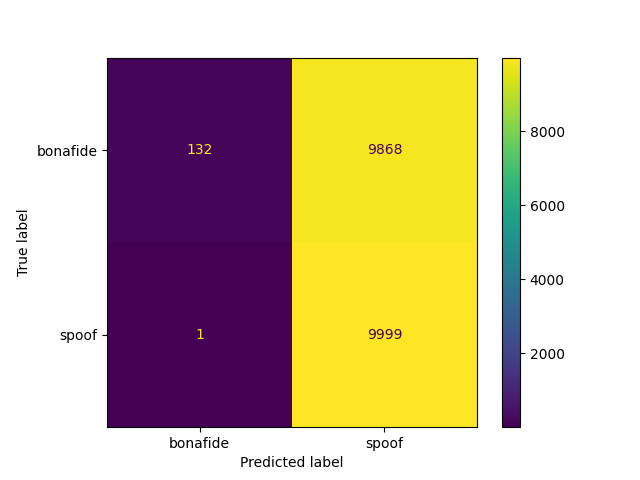 bonafide
spoof
True label
132
9868
1
9999
bonafide
spoof
Predicted label
8000
6000
4000
2000